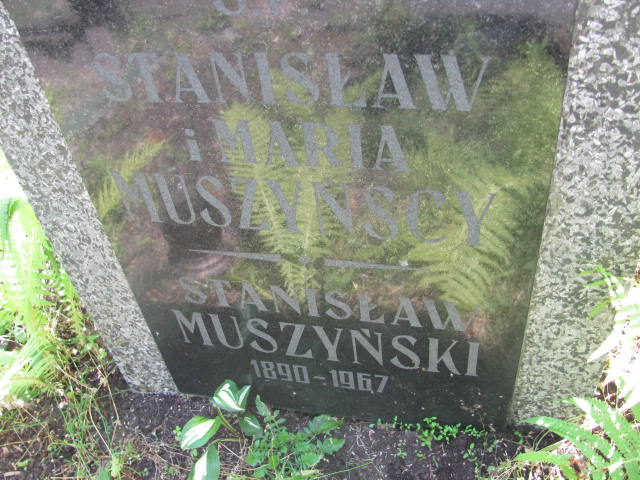 Ś.P.
STANISŁAW
i MARIA
MUSZYŃSCY
STANISŁAW
MUSZYŃSKI
1890-1967